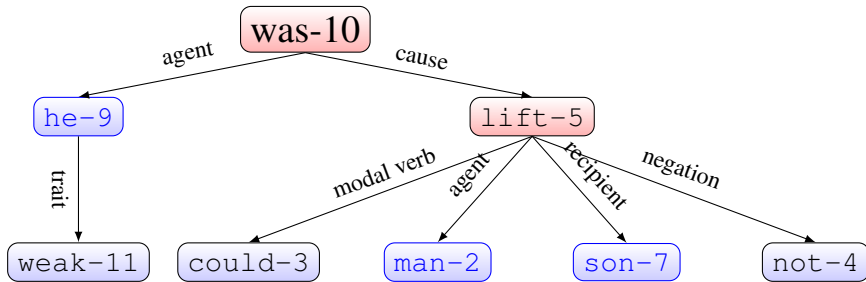 was-10
agent
cause
he-9
lift-5
trait
modal verb
agent
recipient
negation
weak-11
could-3
man-2
son-7
not-4